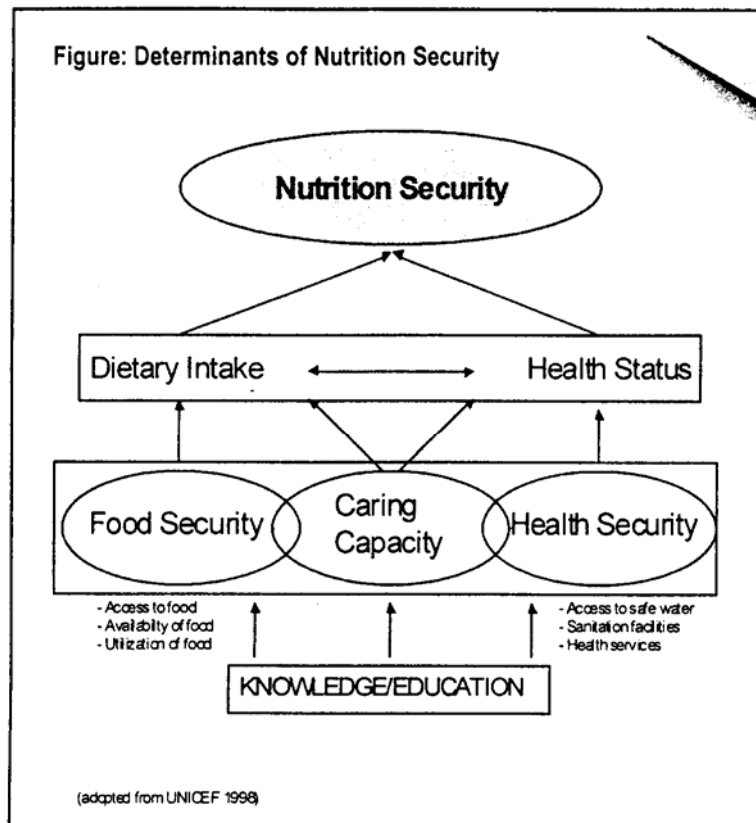 Figure: Determinants of Nutrition Security
Nutrition Security
Dietary Intake
Health Status
Food Security
Caring
Capacity
Health Security
- Access to food
- Availabilty of food
- Utilization of food
- Access to safe water
- Sanitation facilities
- Health services
KNOWLEDGE/EDUCATION
(adopted from UNICEF 1998)